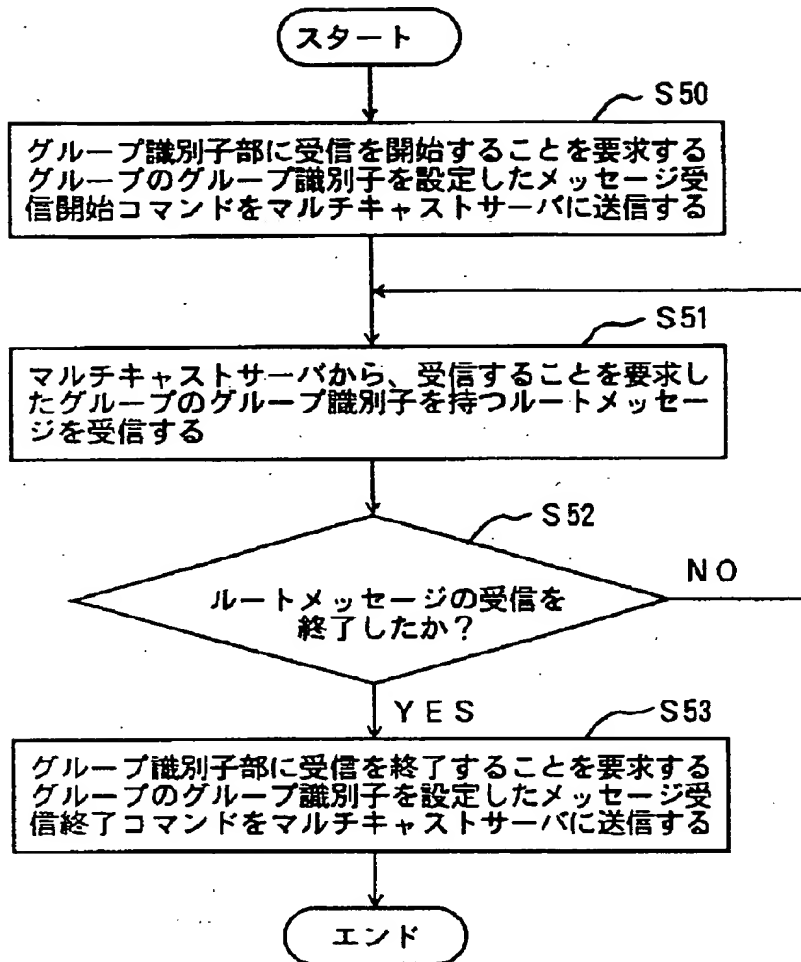 スタート
S50
グループ識別子部に受信を開始することを要求する
グループのグループ識別子を設定したメッセージ受
信開始コマンドをマルチキャストサーバに送信する
S51
マルチキャストサーバから、受信することを要求し
たグループのグループ識別子を持つルートメッセー
ジを受信する
S52
ルートメッセージの受信を
終了したか？
NO
YES
S53
グループ識別子部に受信を終了することを要求する
グループのグループ識別子を設定したメッセージ受
信終了コマンドをマルチキャストサーバに送信する
エンド